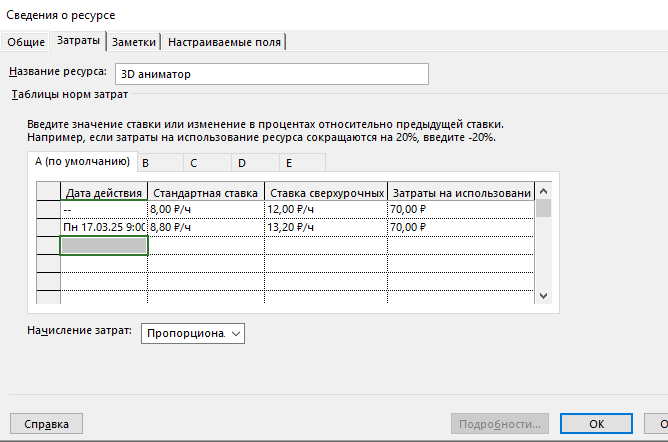 Сведения о ресурсе
Общие Затраты Заметки Настраиваемые поля
Название ресурса: 3D аниматор
Таблицы норм затрат
Введите значение ставки или изменение в процентах относительно предыдущей ставки.
Например, если затраты на использование ресурса сокращаются на 20%, введите -20%.
A (по умолчанию) B C D E
Дата действия Стандартная ставка Ставка сверхурочных Затраты на использовани
-- 8,00 ₽/ч 12,00 ₽/ч 70,00 ₽
Пн 17.03.25 9:00 8,80 ₽/ч 13,20 ₽/ч 70,00 ₽
Начисление затрат: Пропорциона.
Справка Подробности... ОК О